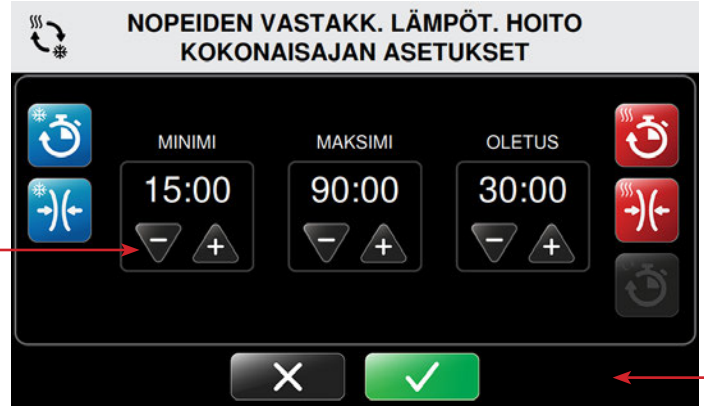 NOPEIDEN VASTAKK. LÄMPÖT. HOITO
KOKONAISAJAN ASETUKSET
MINIMI MAKSIMI OLETUS
15:00 90:00 30:00
− + − + − +